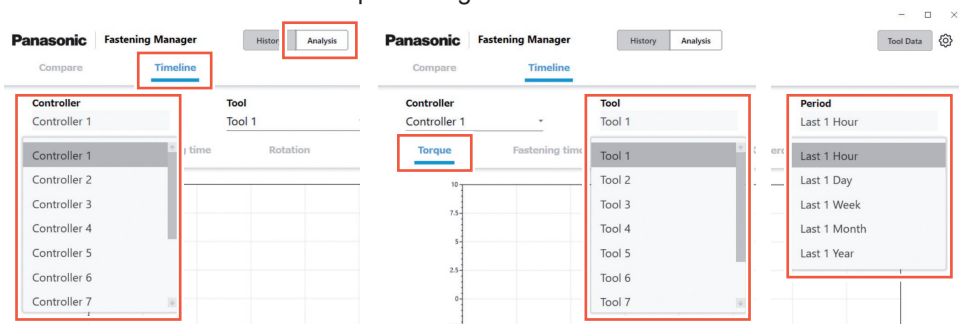 Panasonic Fastening Manager Histor Analysis
Compare Timeline
Controller Tool
Controller 1 Tool 1
Controller 1
time Rotation
Controller 2
Controller 3
Controller 4
Controller 5
Controller 6
Controller 7
Panasonic Fastening Manager History Analysis
Compare Timeline
Controller Tool
Controller 1 Tool 1
Torque Fastening time
Tool 1
Tool 2
Tool 3
Tool 4
Tool 5
Tool 6
Tool 7
10
7.5
5
2.5
0
Tool Data
Period
Last 1 Hour
Last 1 Hour
Last 1 Day
Last 1 Week
Last 1 Month
Last 1 Year